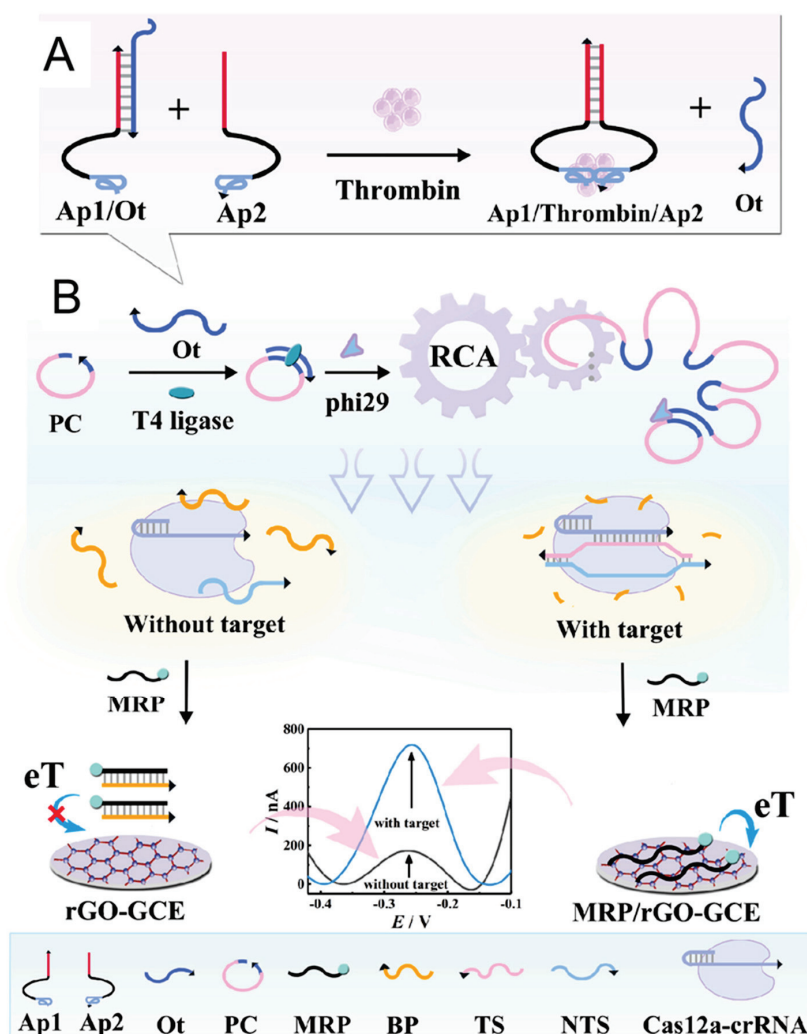 A
+
+
Thrombin
Ap1/Ot
Ap2
Ap1/Thrombin/Ap2
Ot
B
Ot
PC
T4 ligase
phi29
RCA
Without target
With target
MRP
MRP
eT
eT
800
600
400
200
0
I / nA
with target
without target
-0.4
-0.3
-0.2
-0.1
E / V
rGO-GCE
MRP/rGO-GCE
Ap1
Ap2
Ot
PC
MRP
BP
TS
NTS
Cas12a-crRNA